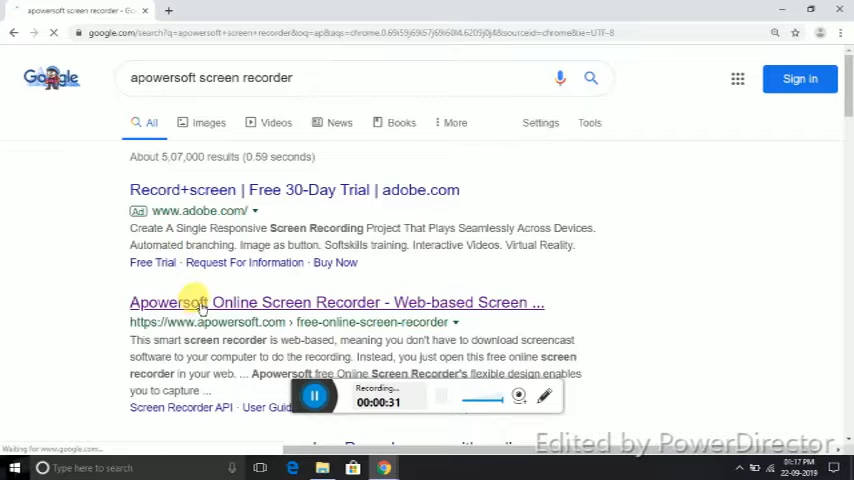 apowersoft screen recorder - Go
google.com/search?q=apowersoft+screen+recorder&oq=ap&aqs=chrome.0.69i59j69i57j69i60l4.6209j0j4&sourceid=chrome&ie=UTF-8
Google
apowersoft screen recorder
Sign in
All
Images
Videos
News
Books
More
Settings
Tools
About 5,07,000 results (0.59 seconds)
Record+screen | Free 30-Day Trial | adobe.com
Ad www.adobe.com/
Create A Single Responsive Screen Recording Project That Plays Seamlessly Across Devices.
Automated branching. Image as button. Softskills training. Interactive Videos. Virtual Reality.
Free Trial · Request For Information · Buy Now
Apowersoft Online Screen Recorder - Web-based Screen ...
https://www.apowersoft.com › free-online-screen-recorder
This smart screen recorder is web-based, meaning you don't have to download screencast
software to your computer to do the recording. Instead, you just open this free online screen
recorder in your web. ... Apowersoft free Online Screen Recorder's flexible design enables
you to capture ...
Recording...
00:00:31
Screen Recorder API · User Gui
Edited by PowerDirector
Waiting for www.google.com...
Type here to search
01:17 PM
22-09-2019